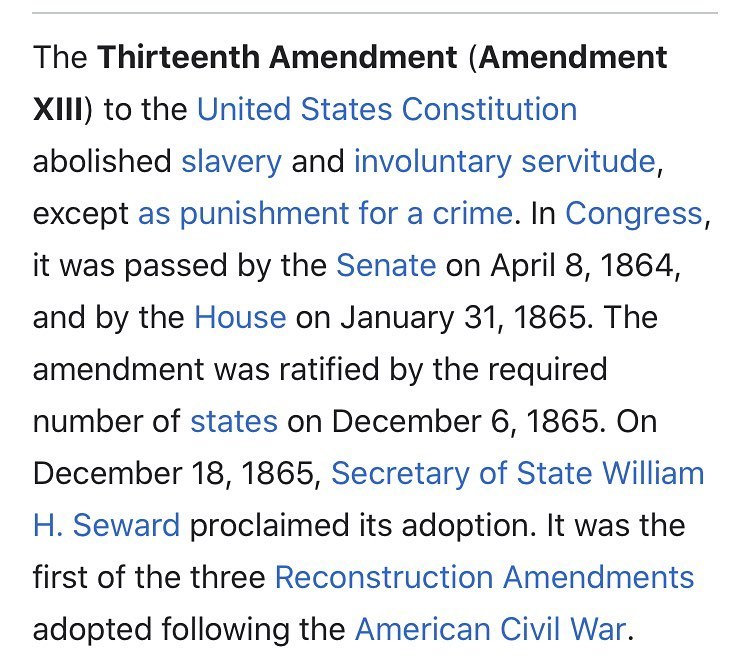 The Thirteenth Amendment (Amendment
XIII) to the United States Constitution
abolished slavery and involuntary servitude,
except as punishment for a crime. In Congress,
it was passed by the Senate on April 8, 1864,
and by the House on January 31, 1865. The
amendment was ratified by the required
number of states on December 6, 1865. On
December 18, 1865, Secretary of State William
H. Seward proclaimed its adoption. It was the
first of the three Reconstruction Amendments
adopted following the American Civil War.